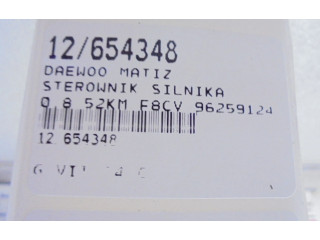 12/654348
DAEWOO MATIZ
STEROWNIK SILNIKA
0 8 52KM F8CV 96259124
12 654348